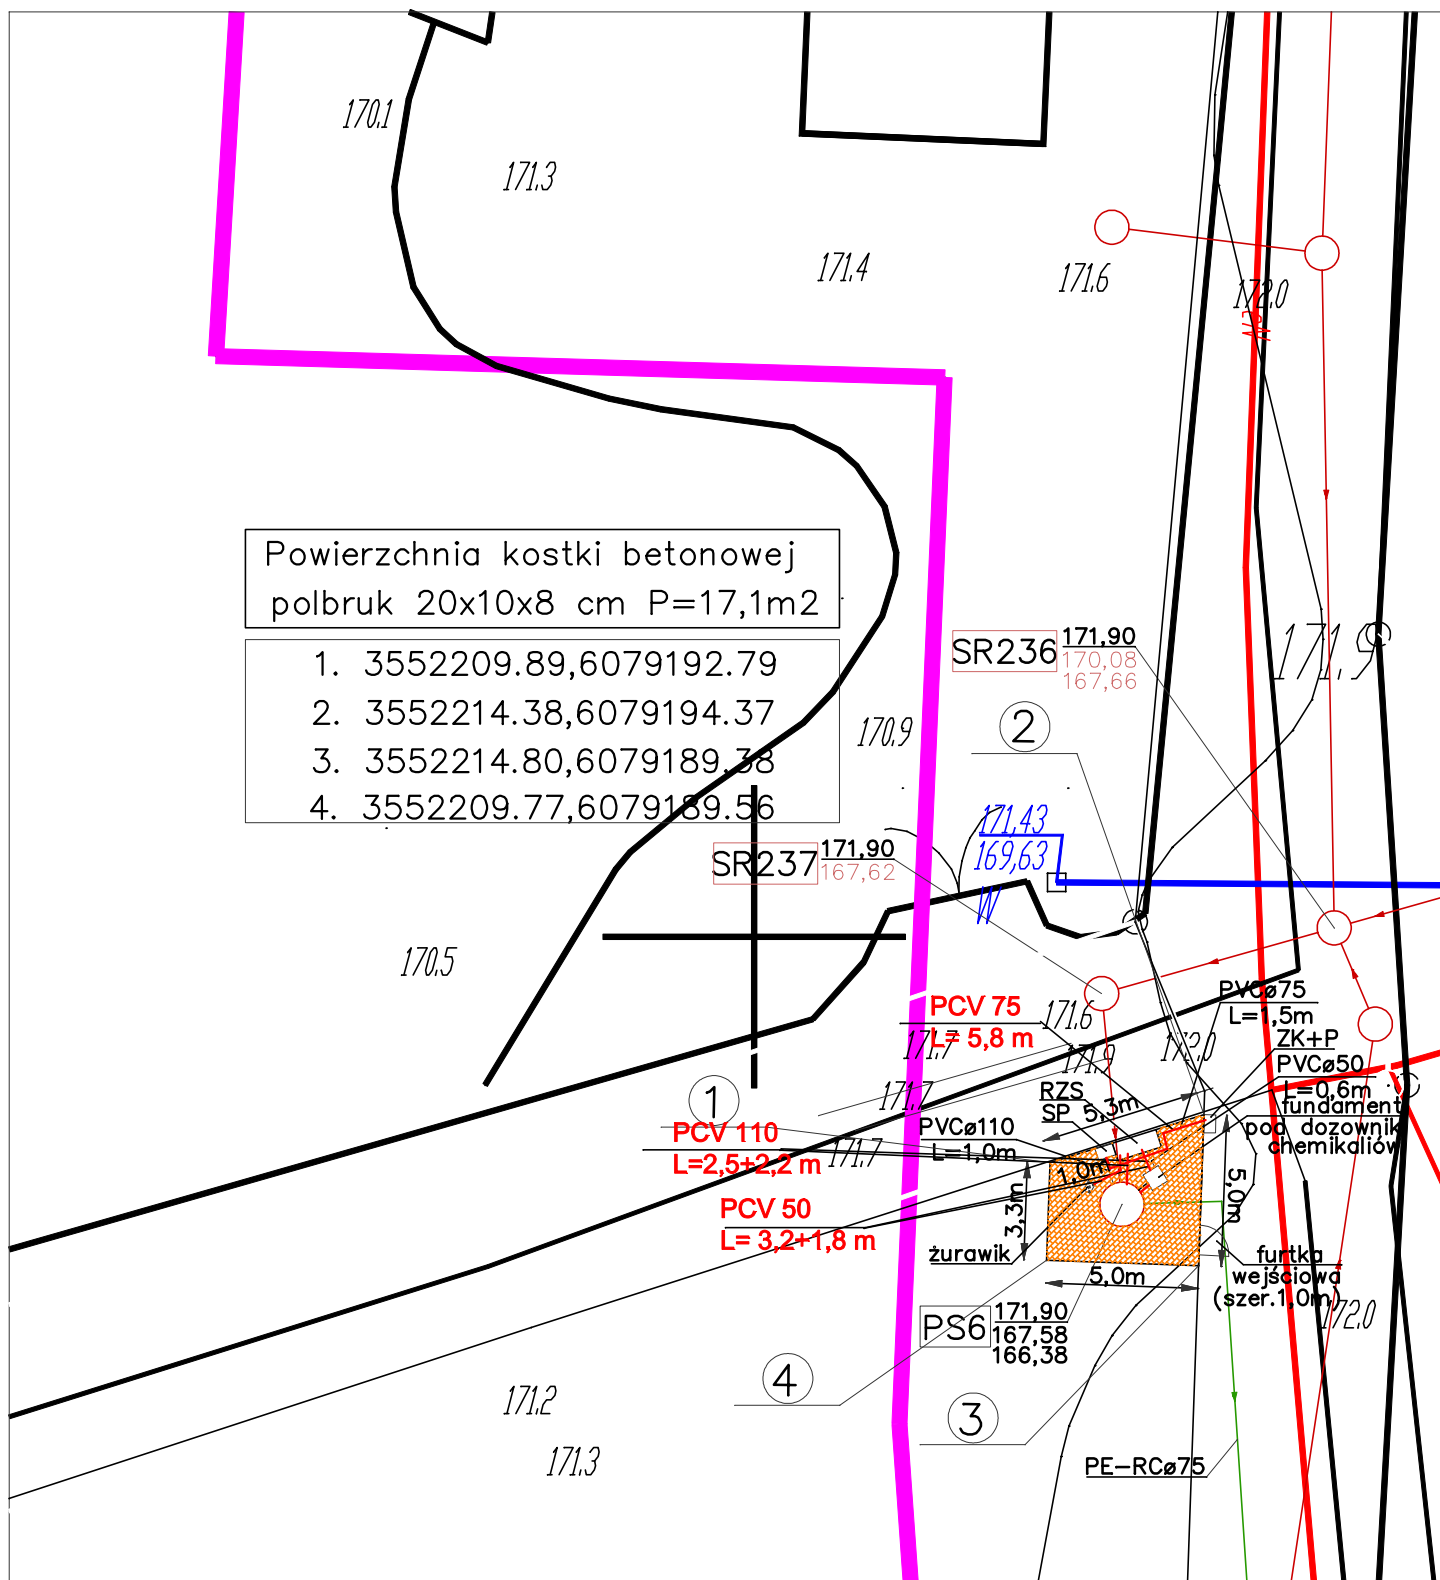 170.1
171.3
171.4
171.6
172.0
Powierzchnia kostki betonowej
polbruk 20x10x8 cm P=17,1m2
1. 3552209.89,6079192.79
2. 3552214.38,6079194.37
3. 3552214.80,6079189.38
4. 3552209.77,6079189.56
SR236
171,90
170,08
167,66
171.9
170.9
2
171,43
169,63
W
SR237
171,90
167,62
170.5
PCV 75
L= 5,8 m
171.6
171.7
171.9
172.0
PVCø75
L=1,5m
ZK+P
PVCø50
L=0,6m
fundament
pod dozownik
chemikaliów
RZS
SP
5,3m
171.7
1
PCV 110
L=2,5+2,2 m
171.7
PVCø110
L=1,0m
1.0m
5,0m
3,3m
PCV 50
L= 3,2+1,8 m
żurawik
5,0m
furtka
wejściowa
(szer.1,0m)
172.0
PS6
171,90
167,58
166,38
4
3
171.2
171.3
PE-RCø75